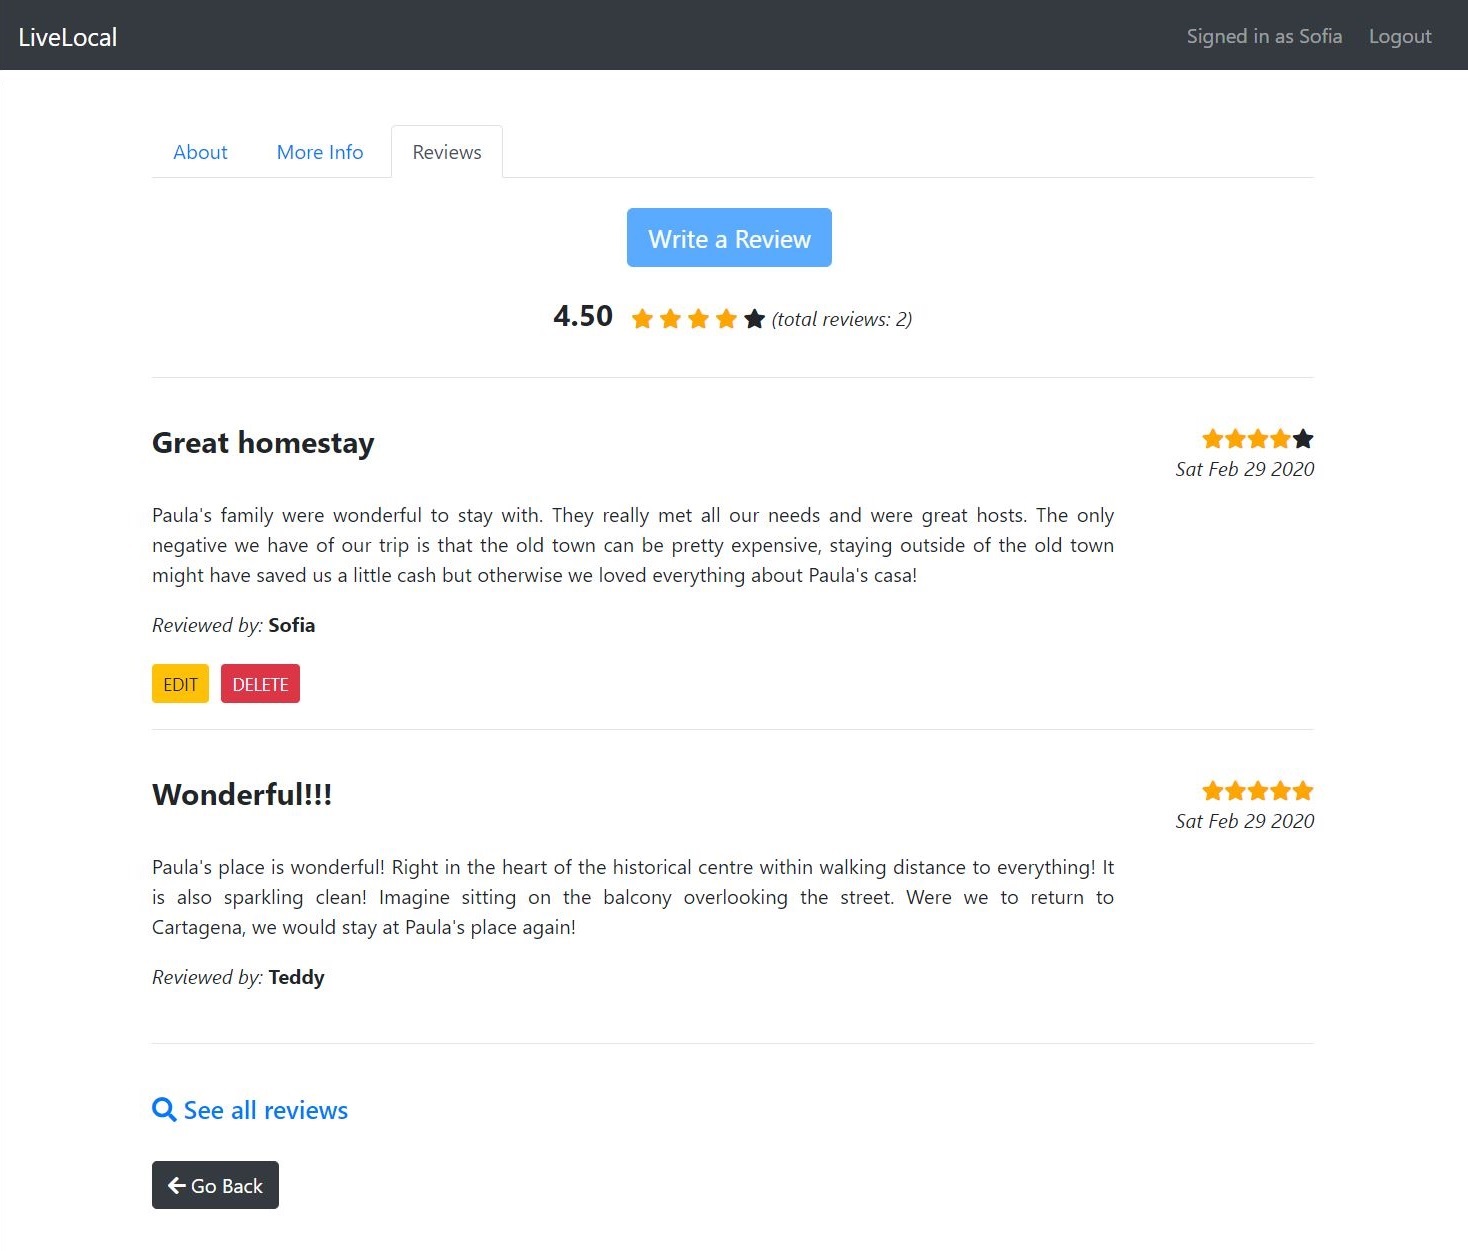 LiveLocal
Signed in as Sofia
Logout
About
More Info
Reviews
Write a Review
4.50 (total reviews: 2)
Great homestay
Sat Feb 29 2020
Paula's family were wonderful to stay with. They really met all our needs and were great hosts. The only
negative we have of our trip is that the old town can be pretty expensive, staying outside of the old town
might have saved us a little cash but otherwise we loved everything about Paula's casa!
Reviewed by: Sofia
EDIT
DELETE
Wonderful!!!
Sat Feb 29 2020
Paula's place is wonderful! Right in the heart of the historical centre within walking distance to everything! It
is also sparkling clean! Imagine sitting on the balcony overlooking the street. Were we to return to
Cartagena, we would stay at Paula's place again!
Reviewed by: Teddy
See all reviews
Go Back